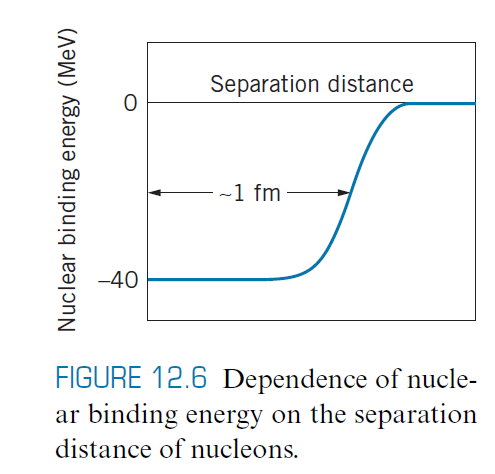 Nuclear binding energy (MeV)
0
Separation distance
~1 fm
–40
FIGURE 12.6 Dependence of nucle-
ar binding energy on the separation
distance of nucleons.